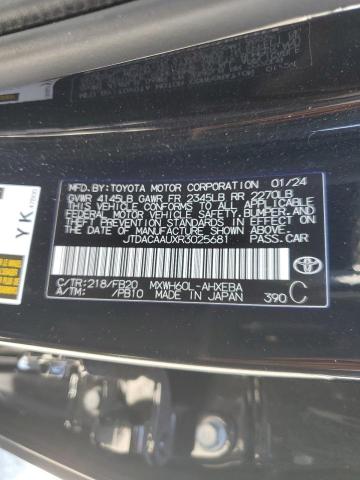 MFD.BY:TOYOTA MOTOR CORPORATION 01/24
GVWR 4145LB GAWR FR 2345LB RR 2270LB
THIS VEHICLE CONFORMS TO ALL APPLICABLE
FEDERAL MOTOR VEHICLE SAFETY, BUMPER, AND
THEFT PREVENTION STANDARDS IN EFFECT ON
THE DATE OF MANUFACTURE SHOWN ABOVE.
JTDACAAUXR3025681 PASS.CAR
C/TR:218/FB20 MXWH60L-AHXEBA
A/TM: /PB10 MADE IN JAPAN 390 C
YK